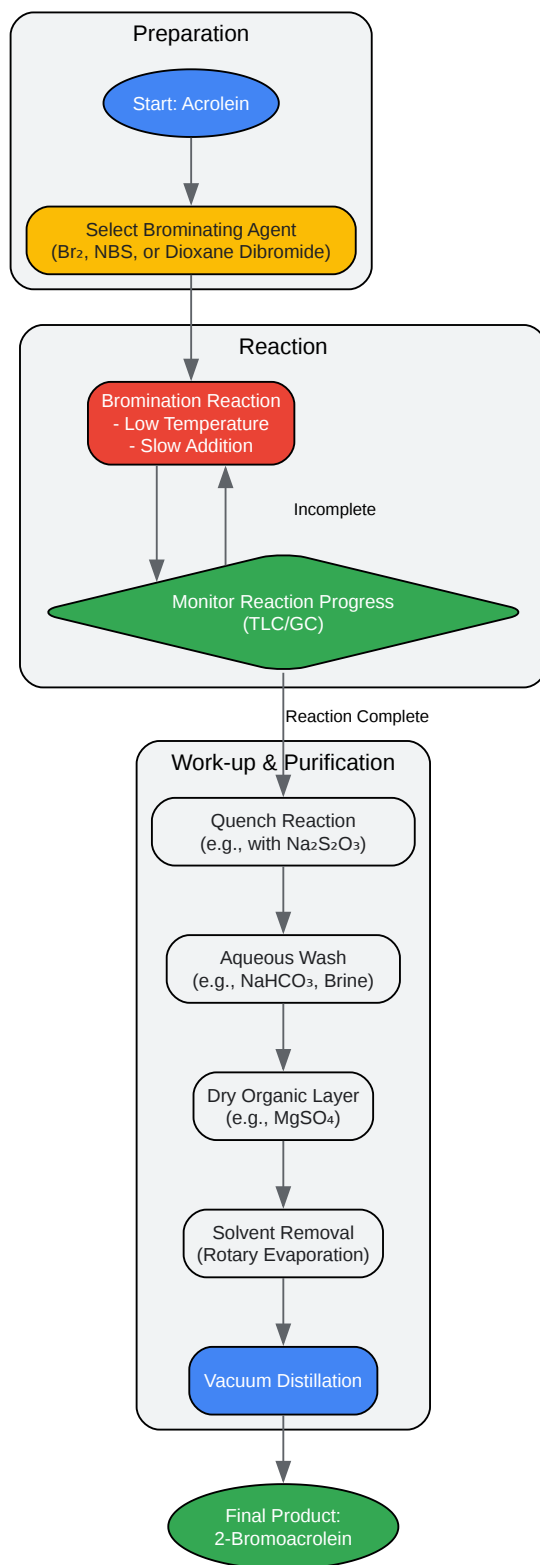 Preparation
Start: Acrolein
Select Brominating Agent
(Br₂, NBS, or Dioxane Dibromide)
Reaction
Bromination Reaction
- Low Temperature
- Slow Addition
Incomplete
Monitor Reaction Progress
(TLC/GC)
Reaction Complete
Work-up & Purification
Quench Reaction
(e.g., with Na₂S₂O₃)
Aqueous Wash
(e.g., NaHCO₃, Brine)
Dry Organic Layer
(e.g., MgSO₄)
Solvent Removal
(Rotary Evaporation)
Vacuum Distillation
Final Product:
2-Bromoacrolein